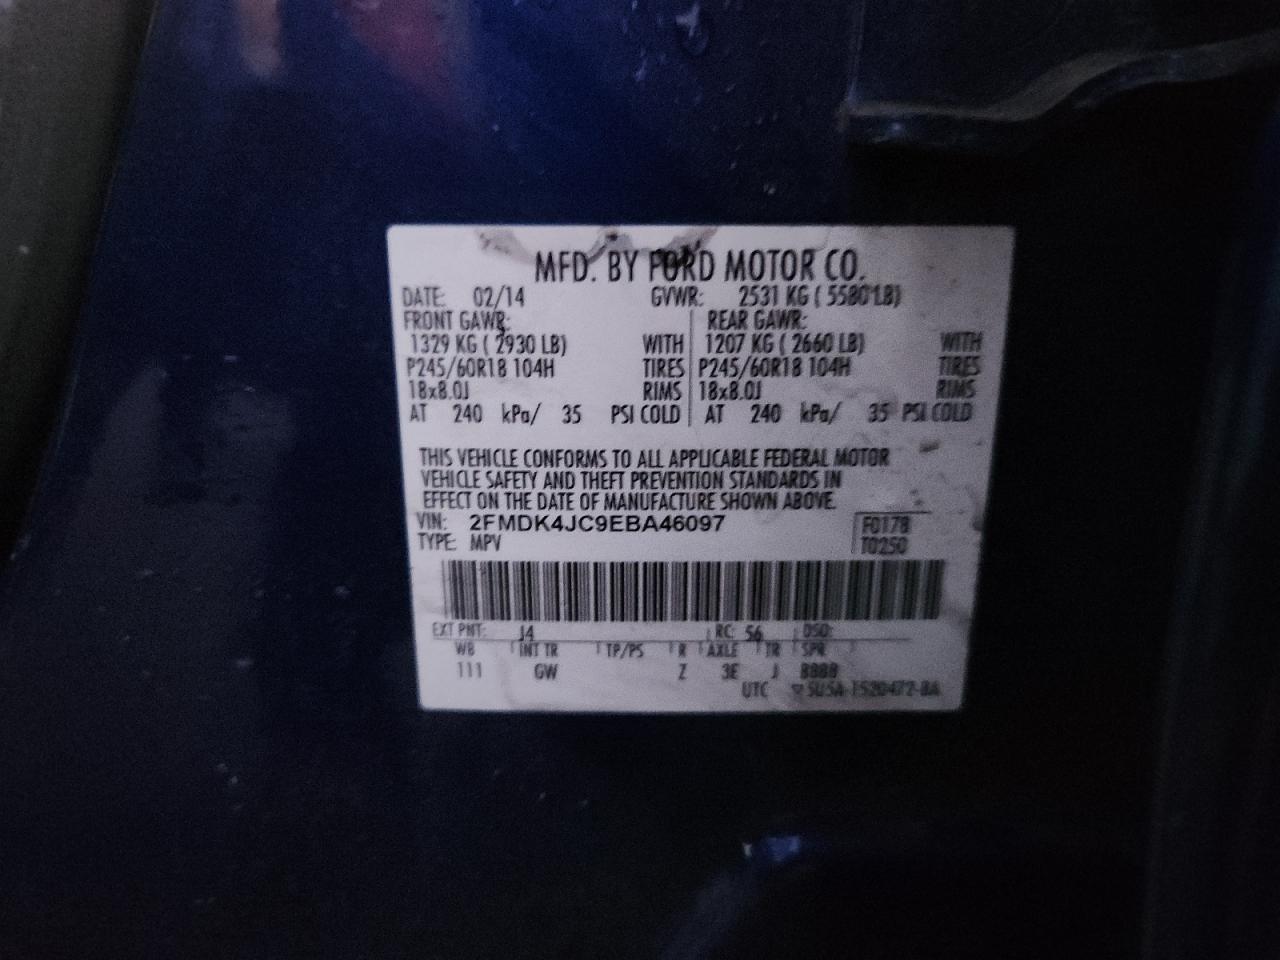 MFD. BY FORD MOTOR CO.
DATE: 02/14 GVWR: 2531 KG ( 5580 LB)
FRONT GAWR: REAR GAWR:
1329 KG ( 2930 LB) WITH 1207 KG ( 2660 LB) WITH
P245/60R18 104H TIRES P245/60R18 104H TIRES
18x8.0J RIMS 18x8.0J RIMS
AT 240 kPa/ 35 PSI COLD AT 240 kPa/ 35 PSI COLD
THIS VEHICLE CONFORMS TO ALL APPLICABLE FEDERAL MOTOR
VEHICLE SAFETY AND THEFT PREVENTION STANDARDS IN
EFFECT ON THE DATE OF MANUFACTURE SHOWN ABOVE.
VIN: 2FMDK4JC9EBA46097 F0178
TYPE: MPV T0250
EXT PNT: J4 RC: 56 DSO:
WB INT TR TP/PS R AXLE TR SPR
111 GW Z 3E J 8888
UTC 5U5A-1520472-BA